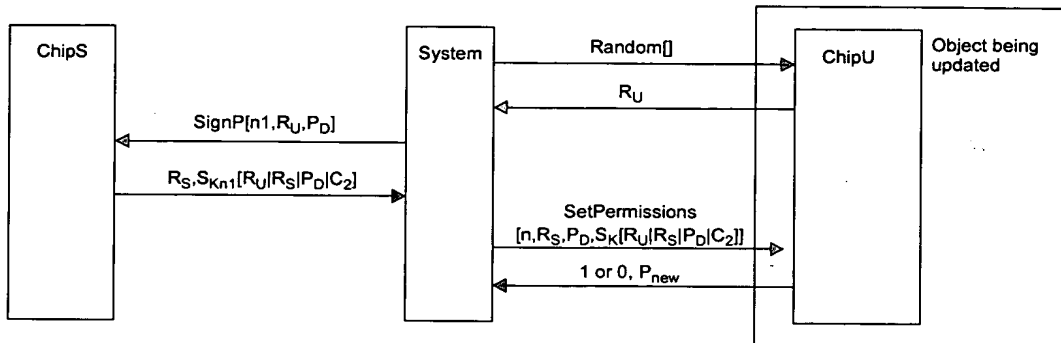 ChipS
System
ChipU
Object being
updated
Random[]
R_U
SignP[n1,R_U,P_D]
R_S,S_Kn1[R_U|R_S|P_D|C_2]
SetPermissions
[n,R_S,P_D,S_K[R_U|R_S|P_D|C_2]]
1 or 0, P_new